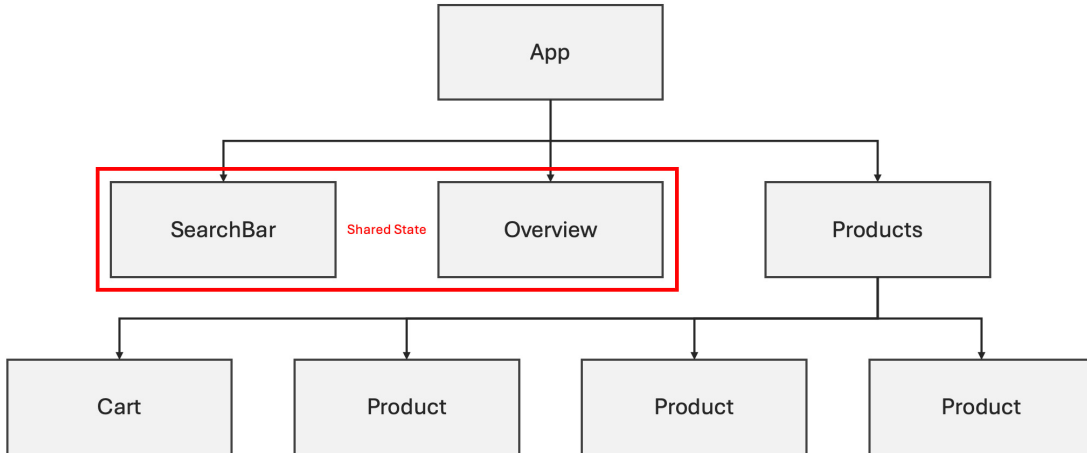 App
SearchBar
Shared State
Overview
Products
Cart
Product
Product
Product